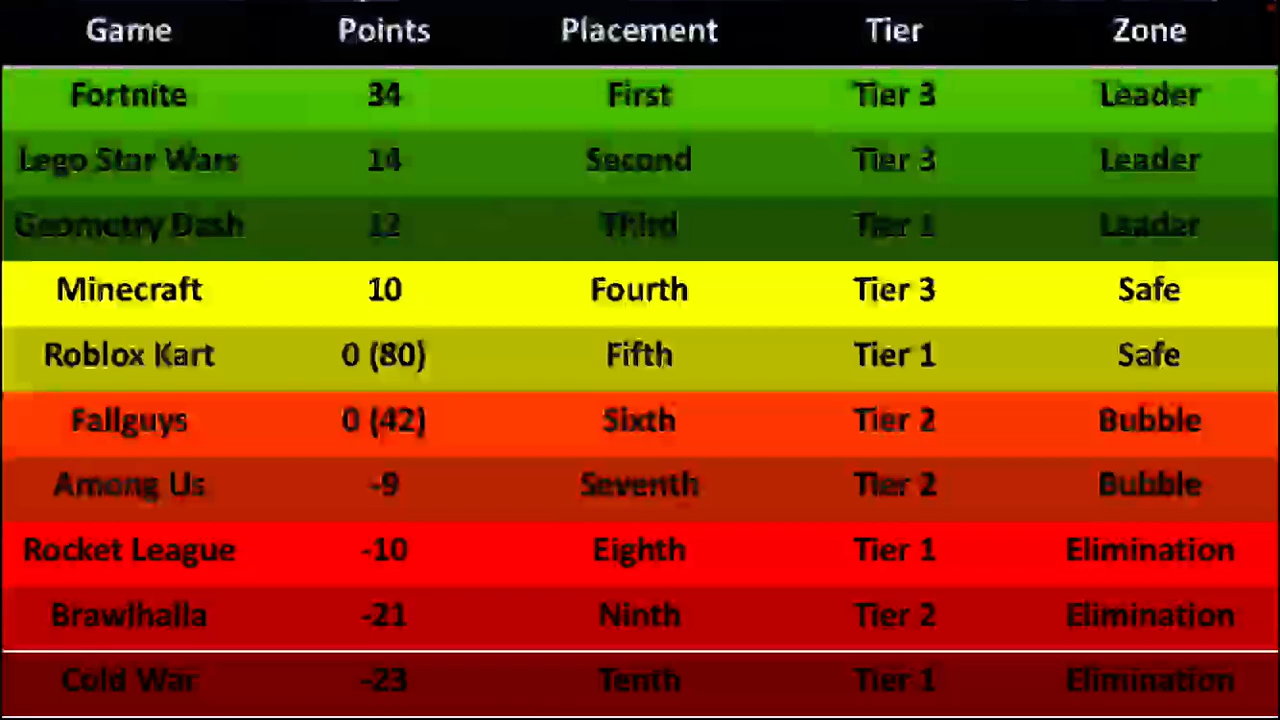 Game Points Placement Tier Zone
Fortnite 34 First Tier 3 Leader
Lego Star Wars 14 Second Tier 3 Leader
Geometry Dash 12 Third Tier 1 Leader
Minecraft 10 Fourth Tier 3 Safe
Roblox Kart 0 (80) Fifth Tier 1 Safe
Fallguys 0 (42) Sixth Tier 2 Bubble
Among Us -9 Seventh Tier 2 Bubble
Rocket League -10 Eighth Tier 1 Elimination
Brawlhalla -21 Ninth Tier 2 Elimination
Cold War -23 Tenth Tier 1 Elimination